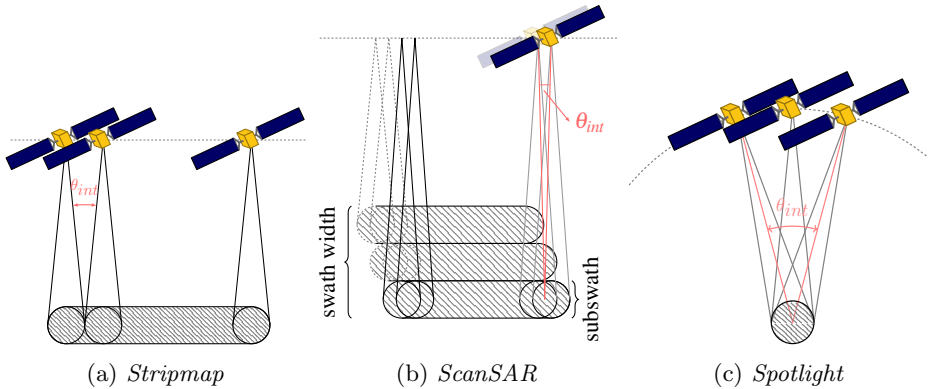 θint
(a) Stripmap
swath width
θint
subswath
(b) ScanSAR
θint
(c) Spotlight